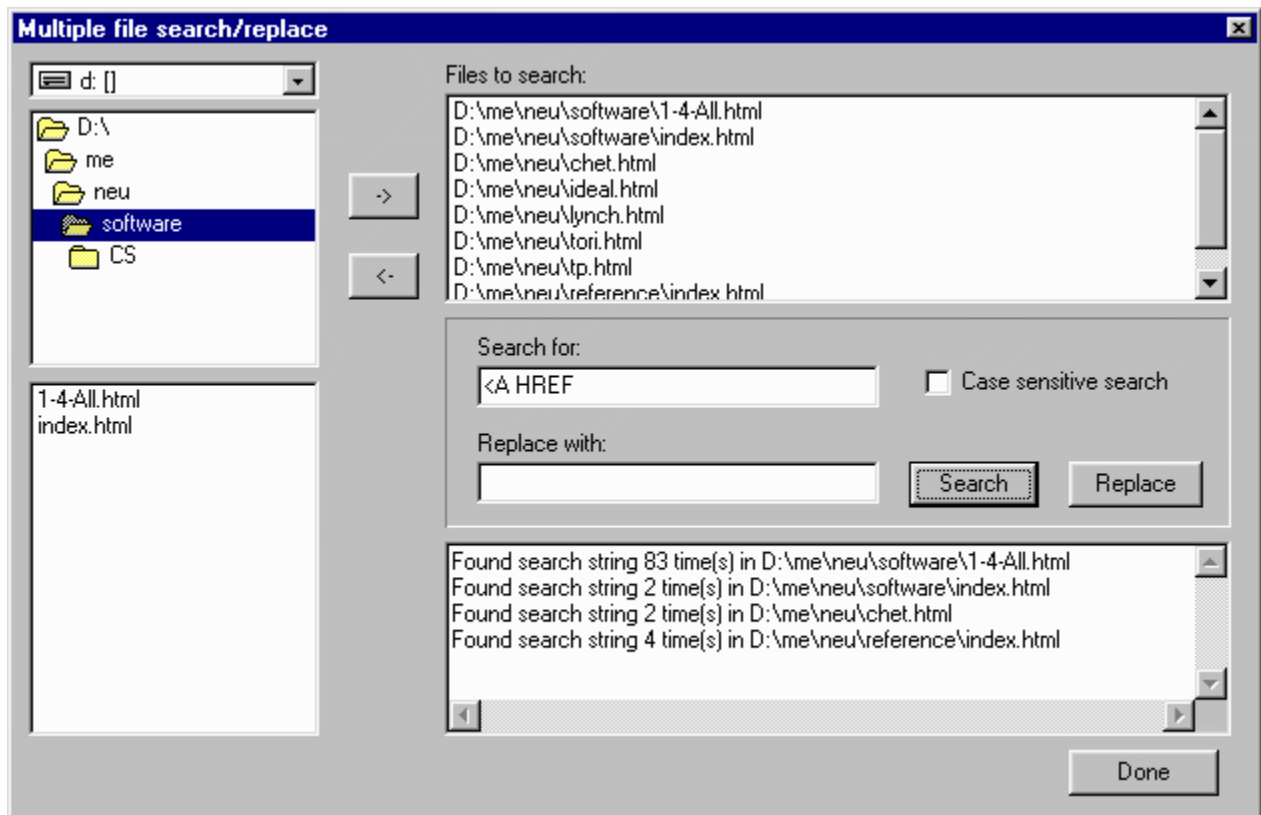 Multiple file search/replace
d: []
D:\
me
neu
software
CS
1-4-All.html
index.html
->
<-
Files to search:
D:\me\neu\software\1-4-All.html
D:\me\neu\software\index.html
D:\me\neu\chet.html
D:\me\neu\ideal.html
D:\me\neu\lynch.html
D:\me\neu\tori.html
D:\me\neu\tp.html
D:\me\neu\reference\index.html
Search for:
<A HREF
Case sensitive search
Replace with:
Search
Replace
Found search string 83 time(s) in D:\me\neu\software\1-4-All.html
Found search string 2 time(s) in D:\me\neu\software\index.html
Found search string 2 time(s) in D:\me\neu\chet.html
Found search string 4 time(s) in D:\me\neu\reference\index.html
Done